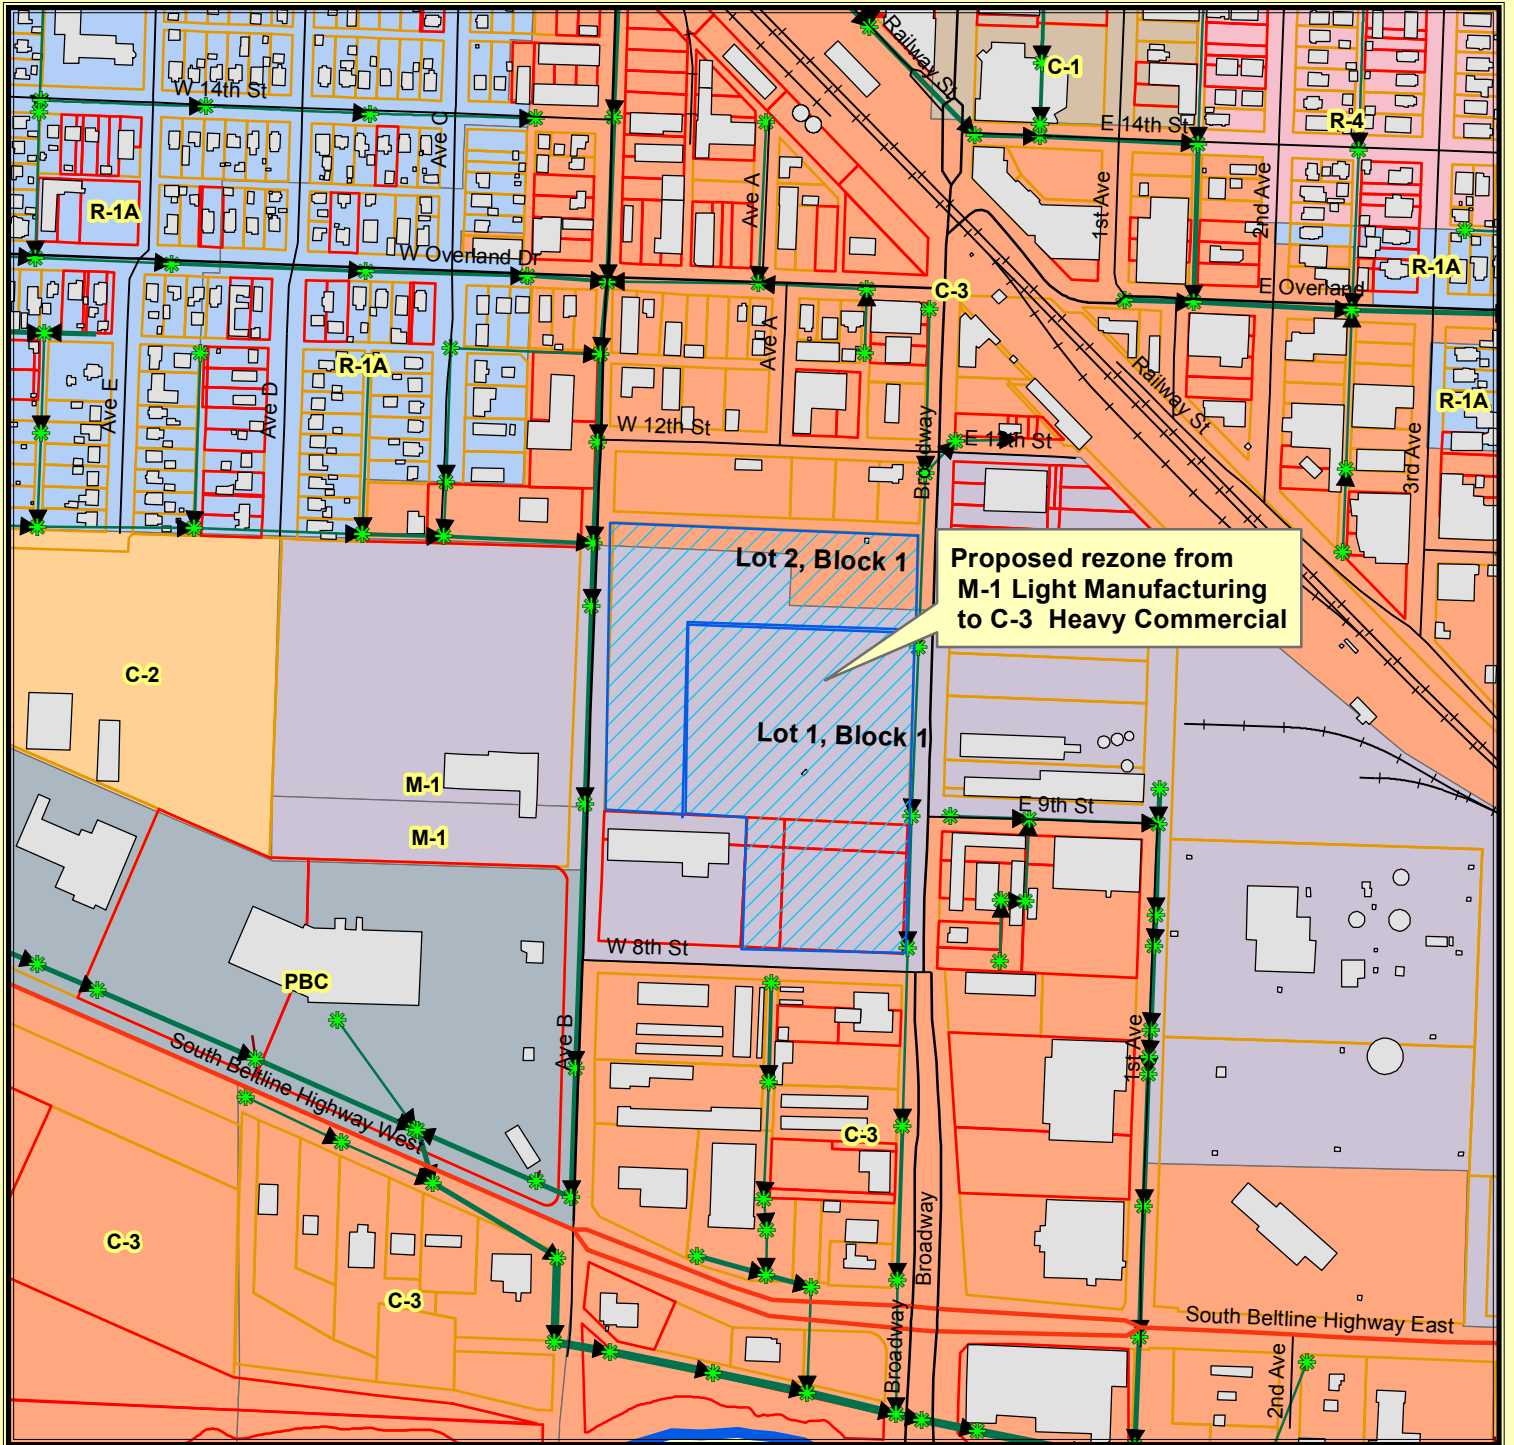 Railway St
C-1
W 14th St
E 14th St
R-4
Ave C
R-1A
Ave A
1st Ave
2nd Ave
W Overland Dr
R-1A
C-3
E Overland
Ave A
R-1A
Railway St
Ave E
Ave D
R-1A
W 12th St
Broadway
E 12th St
3rd Ave
Lot 2, Block 1
Proposed rezone from
M-1 Light Manufacturing
to C-3 Heavy Commercial
C-2
Lot 1, Block 1
M-1
E 9th St
M-1
W 8th St
PBC
Ave B
1st Ave
South Beltline Highway West
C-3
Broadway
C-3
C-3
South Beltline Highway East
Broadway
2nd Ave